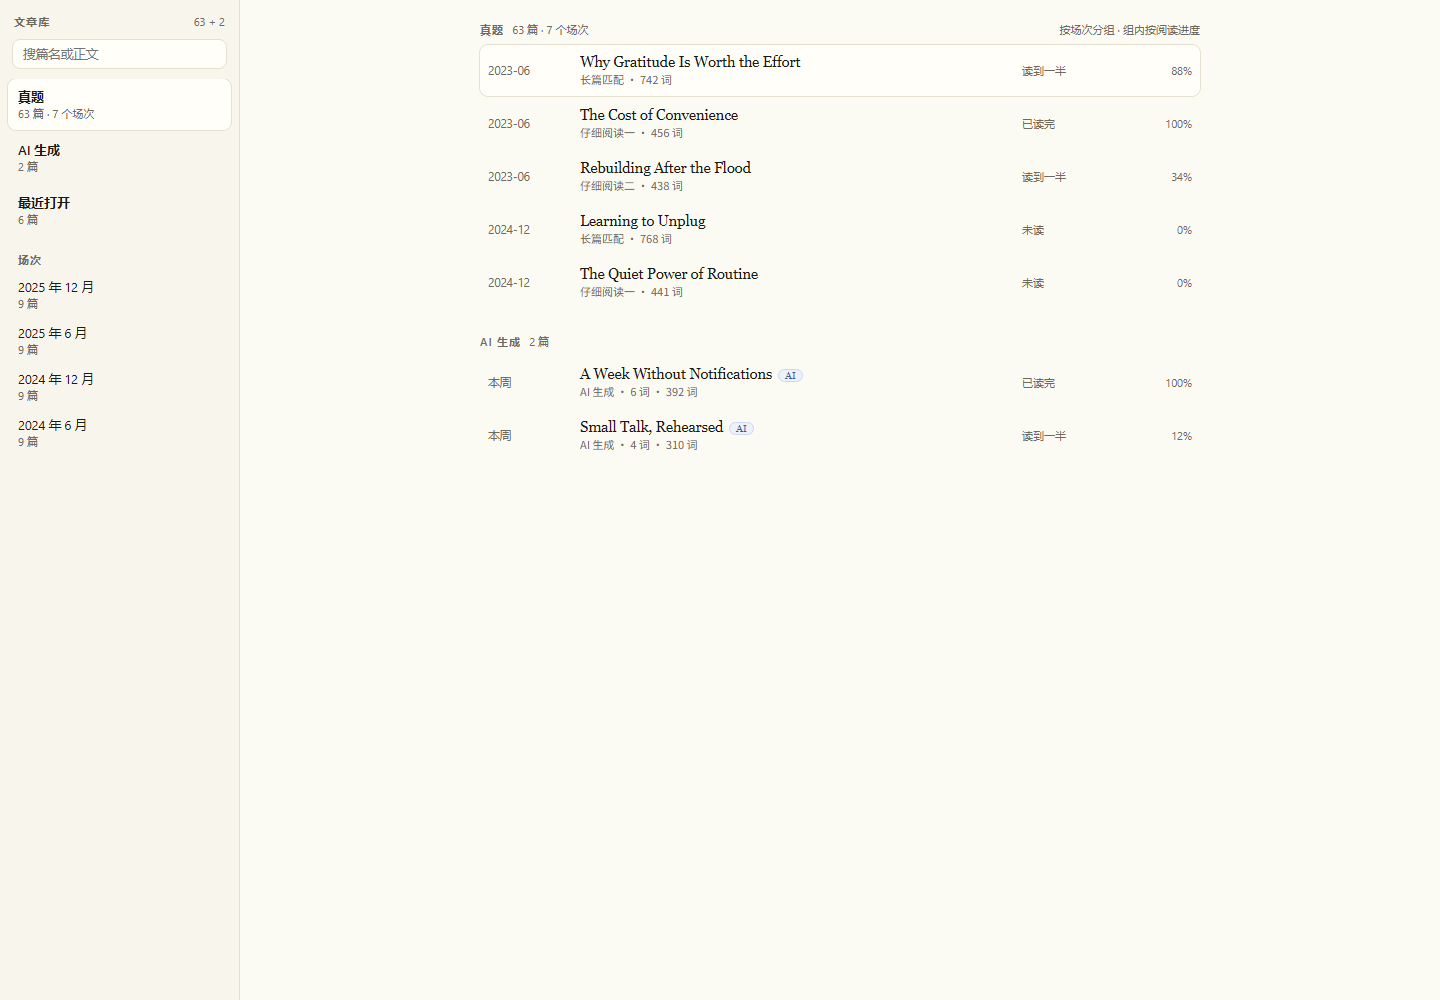 文章库 63 + 2
搜篇名或正文
真题
63 篇 · 7 个场次
AI 生成
2 篇
最近打开
6 篇
场次
2025 年 12 月
9 篇
2025 年 6 月
9 篇
2024 年 12 月
9 篇
2024 年 6 月
9 篇
真题 63 篇 · 7 个场次 按场次分组 · 组内按阅读进度
2023-06 Why Gratitude Is Worth the Effort 读到一半 88%
长篇匹配 • 742 词
2023-06 The Cost of Convenience 已读完 100%
仔细阅读一 • 456 词
2023-06 Rebuilding After the Flood 读到一半 34%
仔细阅读二 • 438 词
2024-12 Learning to Unplug 未读 0%
长篇匹配 • 768 词
2024-12 The Quiet Power of Routine 未读 0%
仔细阅读一 • 441 词
AI 生成 2 篇
本周 A Week Without Notifications AI 已读完 100%
AI 生成 • 6 词 • 392 词
本周 Small Talk, Rehearsed AI 读到一半 12%
AI 生成 • 4 词 • 310 词